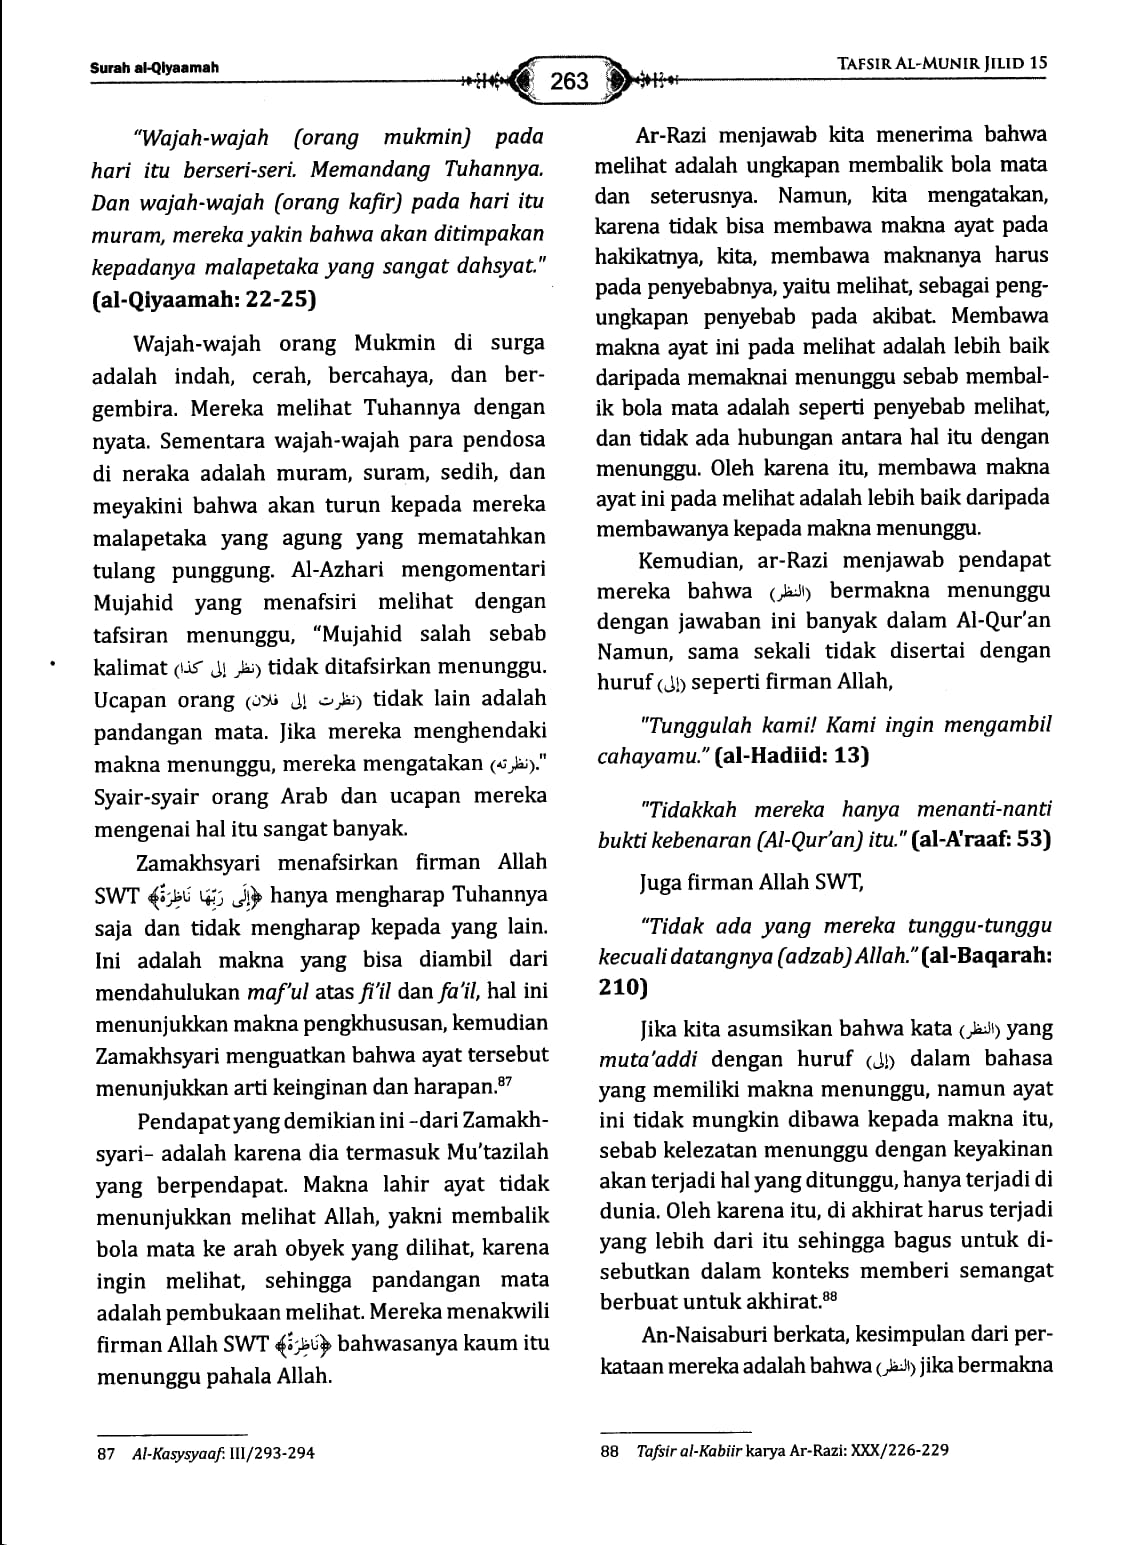 Surah al-Qiyaamah
263
TAFSIR AL-MUNIR JILID 15
“Wajah-wajah (orang mukmin) pada
hari itu berseri-seri. Memandang Tuhannya.
Dan wajah-wajah (orang kafir) pada hari itu
muram, mereka yakin bahwa akan ditimpakan
kepadanya malapetaka yang sangat dahsyat."
(al-Qiyaamah: 22-25)
Wajah-wajah orang Mukmin di surga
adalah indah, cerah, bercahaya, dan ber-
gembira. Mereka melihat Tuhannya dengan
nyata. Sementara wajah-wajah para pendosa
di neraka adalah muram, suram, sedih, dan
meyakini bahwa akan turun kepada mereka
malapetaka yang agung yang mematahkan
tulang punggung. Al-Azhari mengomentari
Mujahid yang menafsiri melihat dengan
tafsiran menunggu, “Mujahid salah sebab
kalimat (نظر إلى كذا) tidak ditafsirkan menunggu.
Ucapan orang (نظرت إلى فلان) tidak lain adalah
pandangan mata. Jika mereka menghendaki
makna menunggu, mereka mengatakan (نظرته)."
Syair-syair orang Arab dan ucapan mereka
mengenai hal itu sangat banyak.
Zamakhsyari menafsirkan firman Allah
SWT ﴿إِلَى رَبِّهَا نَاظِرَةٌ﴾ hanya mengharap Tuhannya
saja dan tidak mengharap kepada yang lain.
Ini adalah makna yang bisa diambil dari
mendahulukan maf’ul atas fi’il dan fa’il, hal ini
menunjukkan makna pengkhususan, kemudian
Zamakhsyari menguatkan bahwa ayat tersebut
menunjukkan arti keinginan dan harapan.87
Pendapat yang demikian ini –dari Zamakh-
syari– adalah karena dia termasuk Mu’tazilah
yang berpendapat. Makna lahir ayat tidak
menunjukkan melihat Allah, yakni membalik
bola mata ke arah obyek yang dilihat, karena
ingin melihat, sehingga pandangan mata
adalah pembukaan melihat. Mereka menakwili
firman Allah SWT ﴿نَاظِرَةٌ﴾ bahwasanya kaum itu
menunggu pahala Allah.
87 Al-Kasysyaaf: III/293-294
Ar-Razi menjawab kita menerima bahwa
melihat adalah ungkapan membalik bola mata
dan seterusnya. Namun, kita mengatakan,
karena tidak bisa membawa makna ayat pada
hakikatnya, kita, membawa maknanya harus
pada penyebabnya, yaitu melihat, sebagai peng-
ungkapan penyebab pada akibat. Membawa
makna ayat ini pada melihat adalah lebih baik
daripada memaknai menunggu sebab membal-
ik bola mata adalah seperti penyebab melihat,
dan tidak ada hubungan antara hal itu dengan
menunggu. Oleh karena itu, membawa makna
ayat ini pada melihat adalah lebih baik daripada
membawanya kepada makna menunggu.
Kemudian, ar-Razi menjawab pendapat
mereka bahwa (النظر) bermakna menunggu
dengan jawaban ini banyak dalam Al-Qur’an
Namun, sama sekali tidak disertai dengan
huruf (إلى) seperti firman Allah,
"Tunggulah kami! Kami ingin mengambil
cahayamu.” (al-Hadiid: 13)
"Tidakkah mereka hanya menanti-nanti
bukti kebenaran (Al-Qur’an) itu." (al-A'raaf: 53)
Juga firman Allah SWT,
“Tidak ada yang mereka tunggu-tunggu
kecuali datangnya (adzab) Allah.” (al-Baqarah:
210)
Jika kita asumsikan bahwa kata (النظر) yang
muta’addi dengan huruf (إلى) dalam bahasa
yang memiliki makna menunggu, namun ayat
ini tidak mungkin dibawa kepada makna itu,
sebab kelezatan menunggu dengan keyakinan
akan terjadi hal yang ditunggu, hanya terjadi di
dunia. Oleh karena itu, di akhirat harus terjadi
yang lebih dari itu sehingga bagus untuk di-
sebutkan dalam konteks memberi semangat
berbuat untuk akhirat.88
An-Naisaburi berkata, kesimpulan dari per-
kataan mereka adalah bahwa (النظر) jika bermakna
88 Tafsir al-Kabiir karya Ar-Razi: XXX/226-229